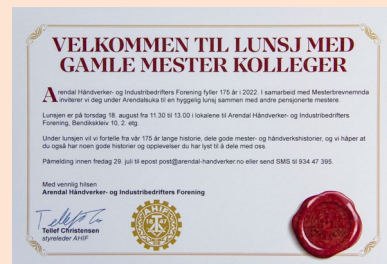 VELKOMMEN TIL LUNSJ MED
GAMLE MESTER KOLLEGER
Arendal Håndverker- og Industribedrifters Forening fyller 175 år i 2022. I samarbeid med Mesterbrevnemnda
inviterer vi deg under Arendalsuka til en hyggelig lunsj sammen med andre pensjonerte mestere.
Lunsjen er på torsdag 18. august fra 11.30 til 13.00 i lokalene til Arendal Håndverker- og Industribedrifters
Forening, Bendiksklev 10, 2. etg.
Under lunsjen vil vi fortelle fra vår 175 år lange historie, dele gode mester- og håndverkshistorier, og vi håper at
du også har noen gode historier og opplevelser du har lyst til å dele med oss.
Påmelding innen fredag 29. juli til epost post@arendal-handverker.no eller send SMS til 934 47 395.
Med vennlig hilsen
Arendal Håndverker- og Industribedrifters Forening
Tellef Christensen
styreleder AHIF
AHIF